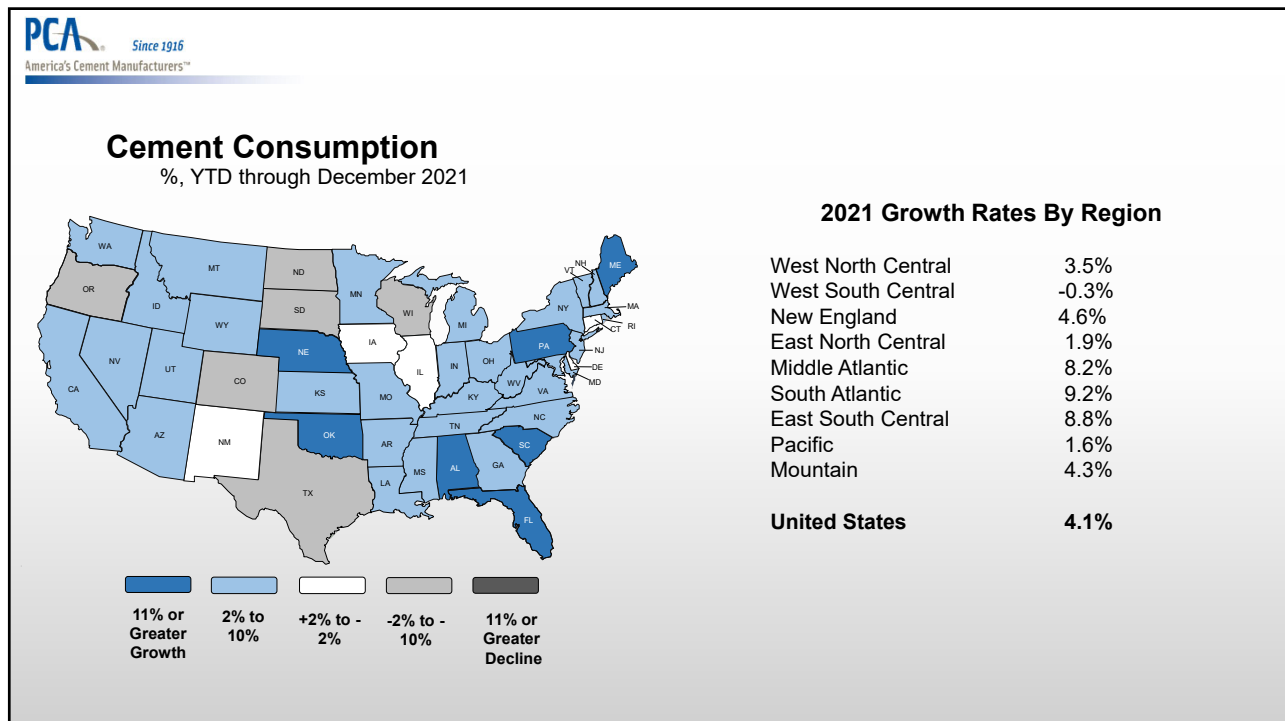 PCA
Since 1916
America's Cement Manufacturers™
Cement Consumption
%, YTD through December 2021
WA
OR
CA
NV
ID
MT
WY
UT
AZ
CO
NM
ND
SD
NE
KS
OK
TX
MN
IA
MO
AR
LA
WI
IL
MI
IN
OH
KY
TN
MS
AL
GA
FL
SC
NC
VA
WV
PA
NY
VT
NH
ME
MA
RI
CT
NJ
DE
MD
11% or
Greater
Growth
2% to
10%
+2% to -
2%
-2% to -
10%
11% or
Greater
Decline
2021 Growth Rates By Region
West North Central 3.5%
West South Central -0.3%
New England 4.6%
East North Central 1.9%
Middle Atlantic 8.2%
South Atlantic 9.2%
East South Central 8.8%
Pacific 1.6%
Mountain 4.3%
United States 4.1%